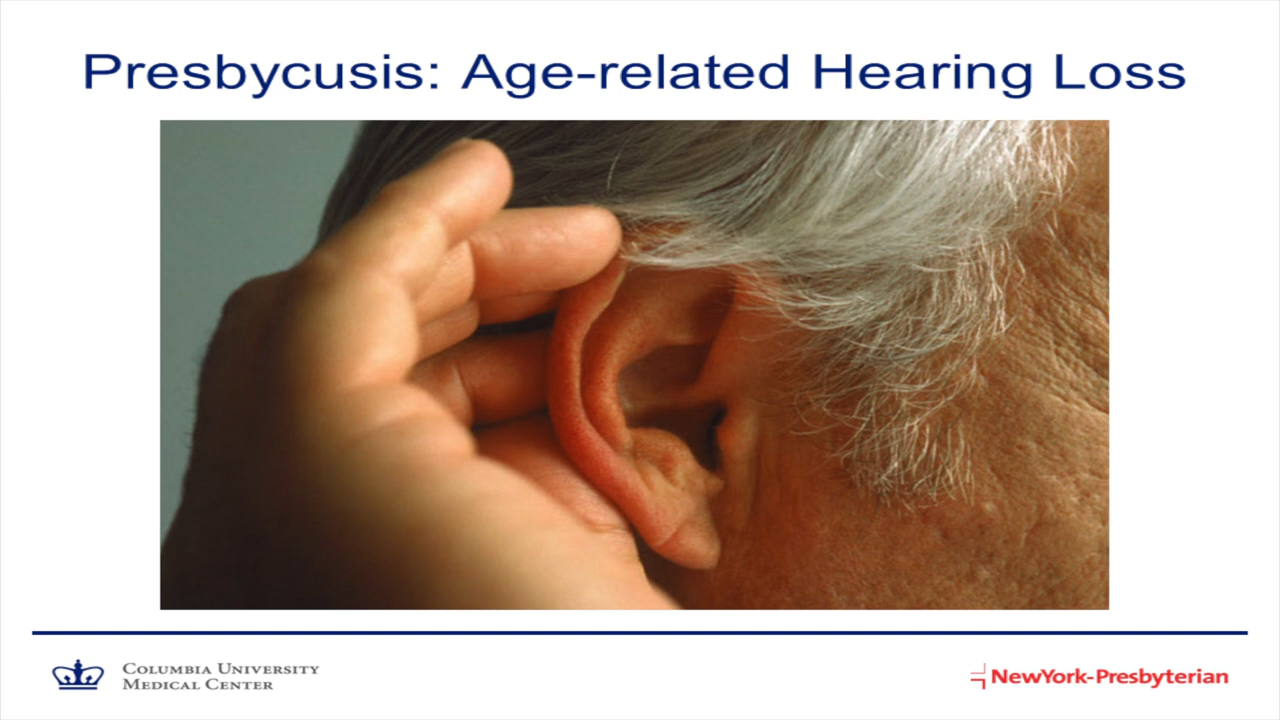 Presbycusis: Age-related Hearing Loss
COLUMBIA UNIVERSITY
MEDICAL CENTER
NewYork-Presbyterian